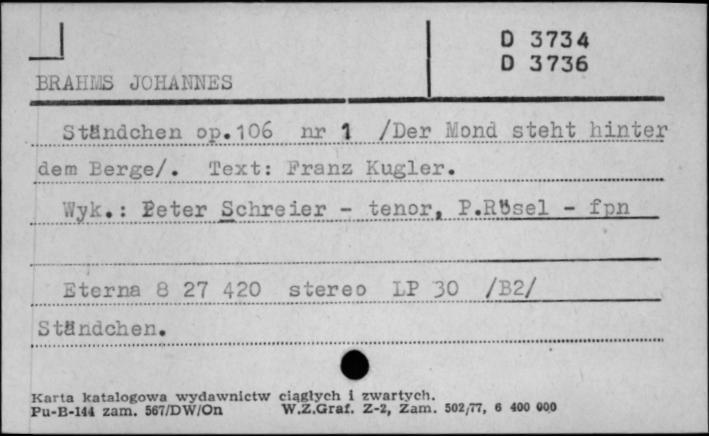 D 3734
D 3736
BRAHMS JOHANNES
Ständchen op.106 nr 1 /Der Mond steht hinter
dem Berge/. Text: Franz Kugler.
Wyk.: Peter Schreier - tenor, P.Rösel - fpn
Eterna 8 27 420 stereo LP 30 /B2/
Ständchen.
Karta katalogowa wydawnictw ciągłych i zwartych.
Pu-B-144 zam. 567/DW/On W.Z.Graf. Z-2, Zam. 502/77, 6 400 000